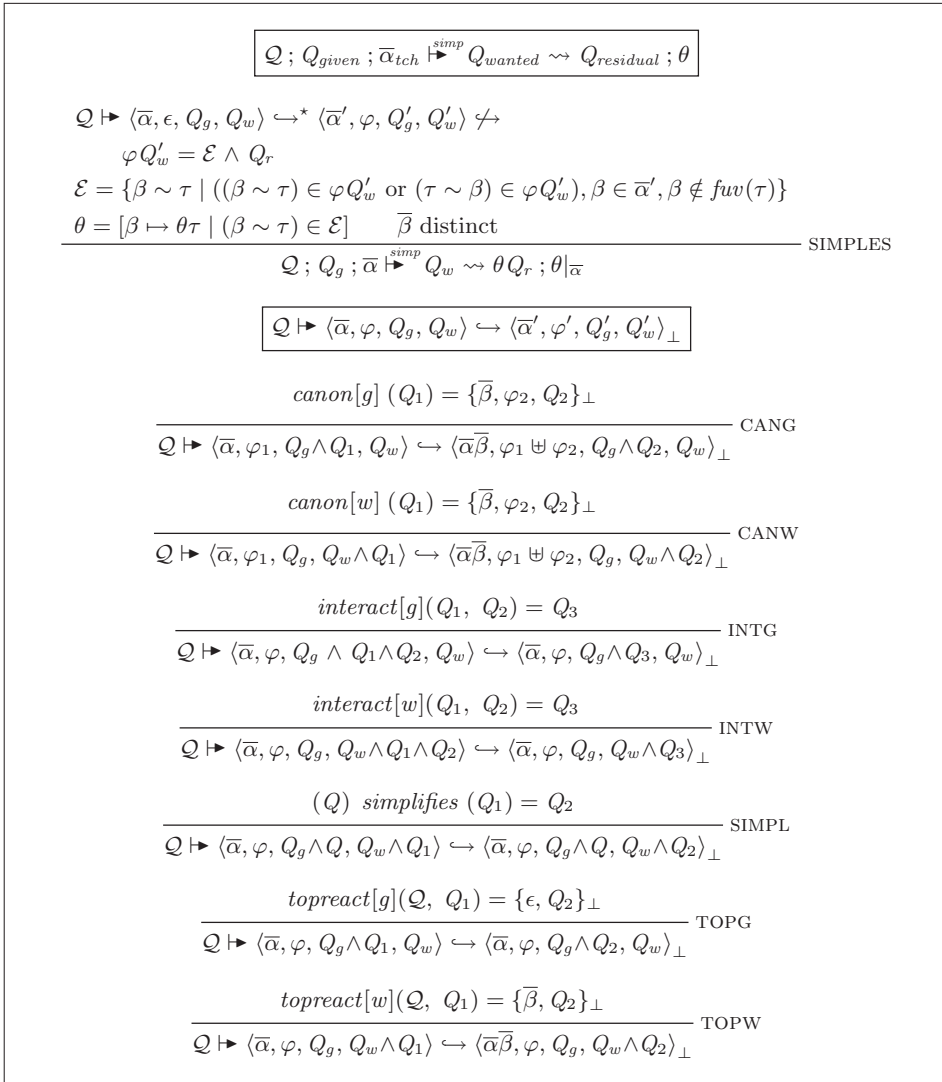 𝒬 ; Q_given ; ᾱ_tch ⊢▸^simp Q_wanted ⇝ Q_residual ; θ
𝒬 ⊢▸ ⟨ᾱ, ϵ, Q_g, Q_w⟩ ↪* ⟨ᾱ′, φ, Q′_g, Q′_w⟩ ↪̸
φQ′_w = ℰ ∧ Q_r
ℰ = {β ∼ τ | ((β ∼ τ) ∈ φQ′_w or (τ ∼ β) ∈ φQ′_w), β ∈ ᾱ′, β ∉ fuv(τ)}
θ = [β ↦ θτ | (β ∼ τ) ∈ ℰ] β̄ distinct
SIMPLES
𝒬 ; Q_g ; ᾱ ⊢▸^simp Q_w ⇝ θQ_r ; θ|_ᾱ
𝒬 ⊢▸ ⟨ᾱ, φ, Q_g, Q_w⟩ ↪ ⟨ᾱ′, φ′, Q′_g, Q′_w⟩_⊥
canon[g] (Q_1) = {β̄, φ_2, Q_2}_⊥
CANG
𝒬 ⊢▸ ⟨ᾱ, φ_1, Q_g∧Q_1, Q_w⟩ ↪ ⟨ᾱβ̄, φ_1 ⊎ φ_2, Q_g∧Q_2, Q_w⟩_⊥
canon[w] (Q_1) = {β̄, φ_2, Q_2}_⊥
CANW
𝒬 ⊢▸ ⟨ᾱ, φ_1, Q_g, Q_w∧Q_1⟩ ↪ ⟨ᾱβ̄, φ_1 ⊎ φ_2, Q_g, Q_w∧Q_2⟩_⊥
interact[g](Q_1, Q_2) = Q_3
INTG
𝒬 ⊢▸ ⟨ᾱ, φ, Q_g ∧ Q_1∧Q_2, Q_w⟩ ↪ ⟨ᾱ, φ, Q_g∧Q_3, Q_w⟩_⊥
interact[w](Q_1, Q_2) = Q_3
INTW
𝒬 ⊢▸ ⟨ᾱ, φ, Q_g, Q_w∧Q_1∧Q_2⟩ ↪ ⟨ᾱ, φ, Q_g, Q_w∧Q_3⟩_⊥
(Q) simplifies (Q_1) = Q_2
SIMPL
𝒬 ⊢▸ ⟨ᾱ, φ, Q_g∧Q, Q_w∧Q_1⟩ ↪ ⟨ᾱ, φ, Q_g∧Q, Q_w∧Q_2⟩_⊥
topreact[g](𝒬, Q_1) = {ϵ, Q_2}_⊥
TOPG
𝒬 ⊢▸ ⟨ᾱ, φ, Q_g∧Q_1, Q_w⟩ ↪ ⟨ᾱ, φ, Q_g∧Q_2, Q_w⟩_⊥
topreact[w](𝒬, Q_1) = {β̄, Q_2}_⊥
TOPW
𝒬 ⊢▸ ⟨ᾱ, φ, Q_g, Q_w∧Q_1⟩ ↪ ⟨ᾱβ̄, φ, Q_g, Q_w∧Q_2⟩_⊥